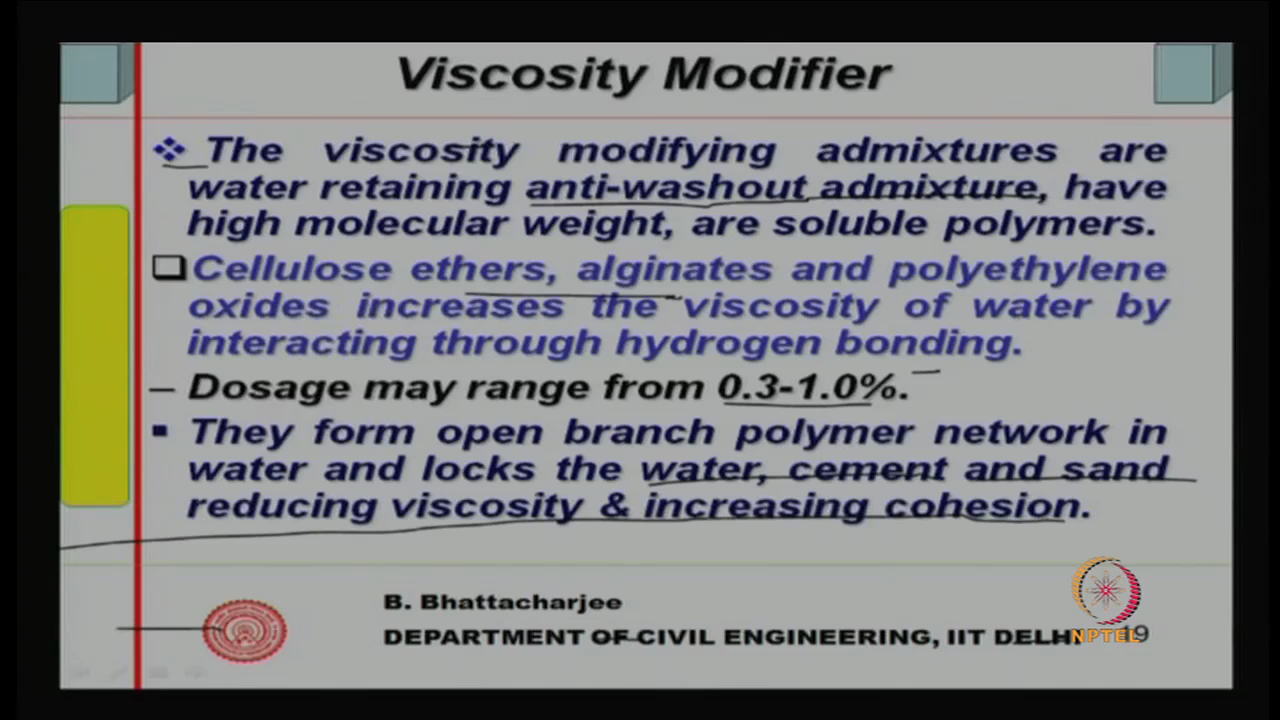 Viscosity Modifier
The viscosity modifying admixtures are
water retaining anti-washout admixture, have
high molecular weight, are soluble polymers.
Cellulose ethers, alginates and polyethylene
oxides increases the viscosity of water by
interacting through hydrogen bonding.
– Dosage may range from 0.3-1.0%.
▪ They form open branch polymer network in
water and locks the water, cement and sand
reducing viscosity & increasing cohesion.
B. Bhattacharjee
DEPARTMENT OF CIVIL ENGINEERING, IIT DELHI
NPTEL